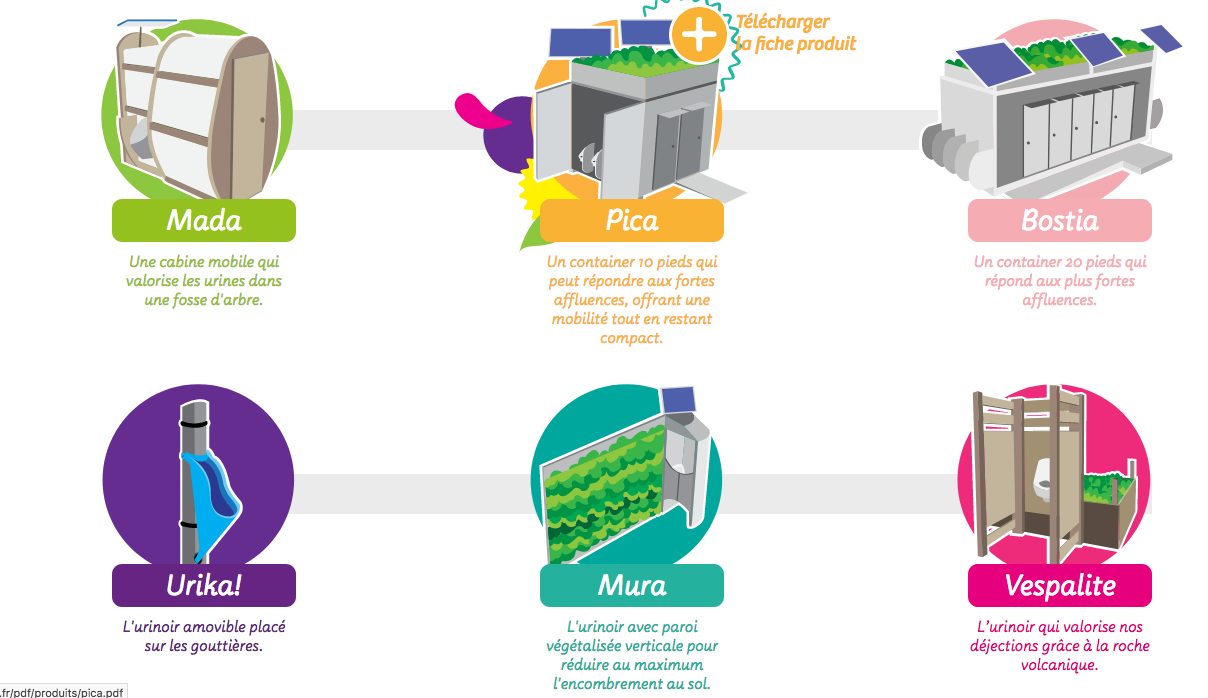 Télécharger
la fiche produit
Mada
Une cabine mobile qui
valorise les urines dans
une fosse d'arbre.
Pica
Un container 10 pieds qui
peut répondre aux fortes
affluences, offrant une
mobilité tout en restant
compact.
Bostia
Un container 20 pieds qui
répond aux plus fortes
affluences.
Urika!
L'urinoir amovible placé
sur les gouttières.
Mura
L'urinoir avec paroi
végétalisée verticale pour
réduire au maximum
l'encombrement au sol.
Vespalite
L’urinoir qui valorise nos
déjections grâce à la roche
volcanique.
.fr/pdf/produits/pica.pdf